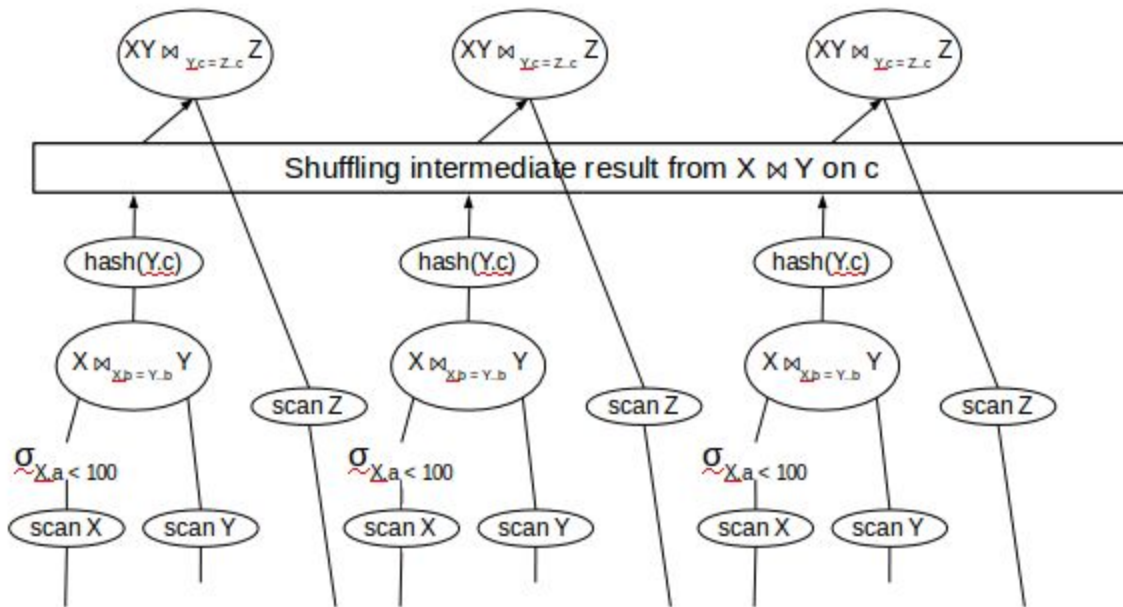 XY ⋈ Y.c = Z..c Z
XY ⋈ Y.c = Z..c Z
XY ⋈ Y.c = Z..c Z
Shuffling intermediate result from X ⋈ Y on c
hash(Y.c)
hash(Y.c)
hash(Y.c)
X ⋈ X.b = Y..b Y
X ⋈ X.b = Y..b Y
X ⋈ X.b = Y..b Y
scan Z
scan Z
scan Z
σ X.a < 100
σ X.a < 100
σ X.a < 100
scan X
scan Y
scan X
scan Y
scan X
scan Y